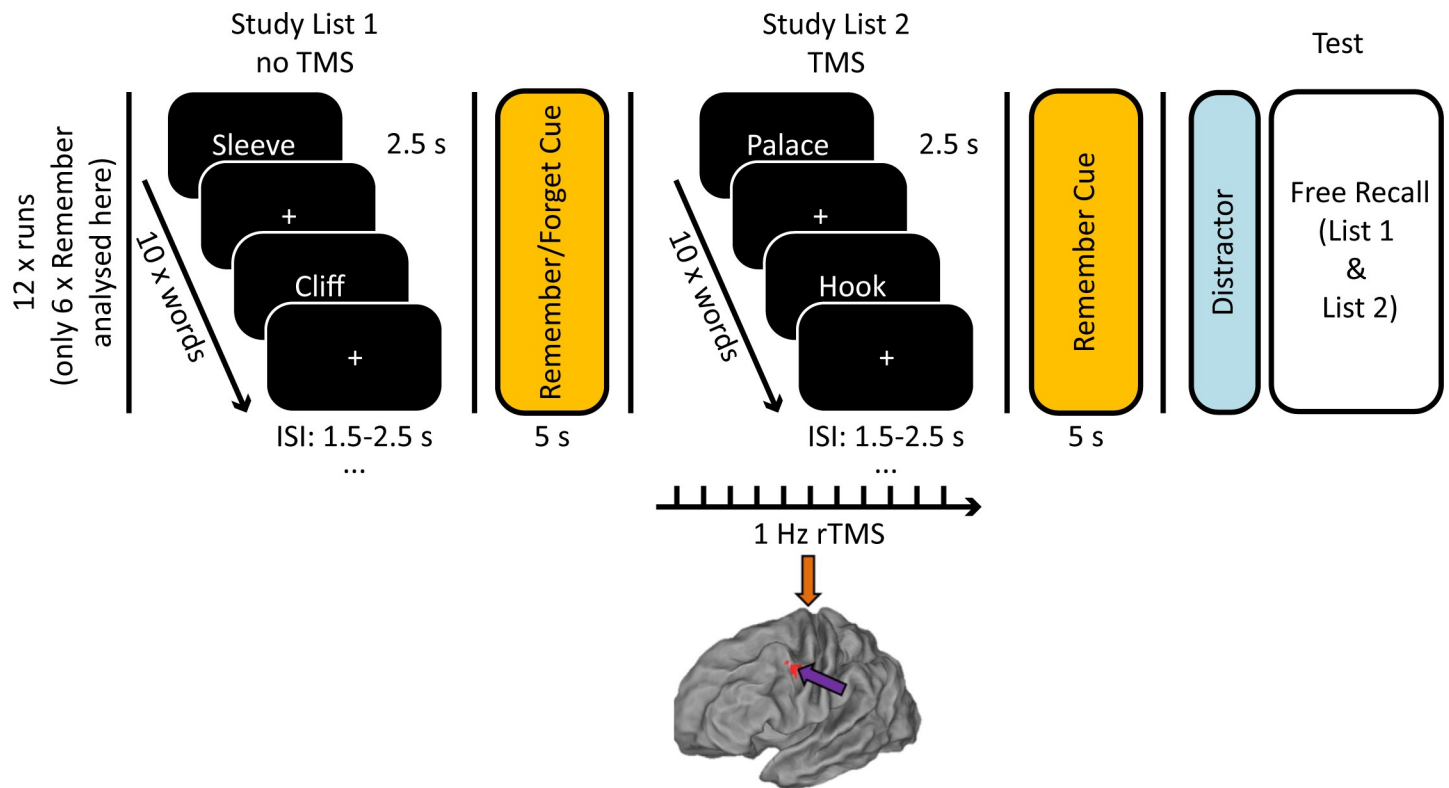 Study List 1
no TMS
Study List 2
TMS
Test
12 x runs
(only 6 x Remember
analysed here)
Sleeve
2.5 s
+
Cliff
+
10 x words
ISI: 1.5-2.5 s
...
Remember/Forget Cue
5 s
Palace
2.5 s
+
Hook
+
10 x words
ISI: 1.5-2.5 s
...
Remember Cue
5 s
Distractor
Free Recall
(List 1
&
List 2)
1 Hz rTMS